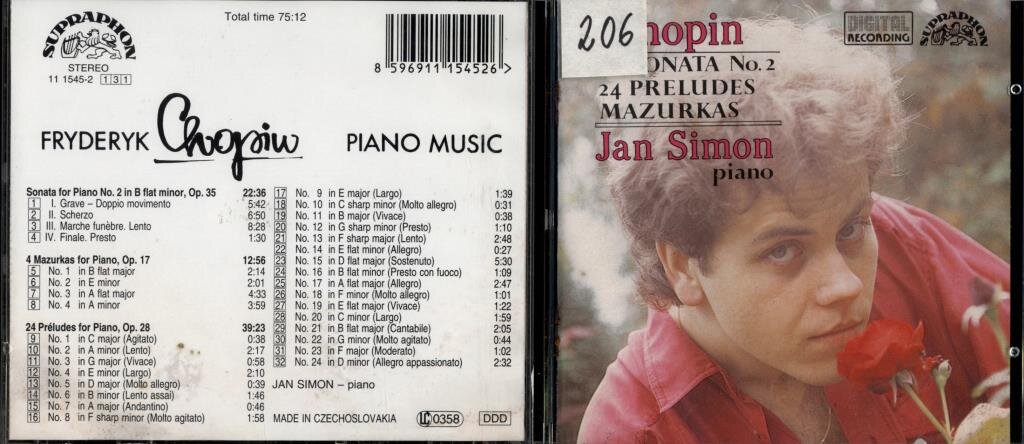 SUPRAPHON
STEREO
11 1545-2 131
Total time 75:12
8 596911 154526 >
FRYDERYK Chopin PIANO MUSIC
Sonata for Piano No. 2 in B flat minor, Op. 35 22:36
1 I. Grave – Doppio movimento 5:42
2 II. Scherzo 6:50
3 III. Marche funèbre. Lento 8:28
4 IV. Finale. Presto 1:30
4 Mazurkas for Piano, Op. 17 12:56
5 No. 1 in B flat major 2:14
6 No. 2 in E minor 2:01
7 No. 3 in A flat major 4:33
8 No. 4 in A minor 3:59
24 Préludes for Piano, Op. 28 39:23
9 No. 1 in C major (Agitato) 0:38
10 No. 2 in A minor (Lento) 2:17
11 No. 3 in G major (Vivace) 0:58
12 No. 4 in E minor (Largo) 2:10
13 No. 5 in D major (Molto allegro) 0:39
14 No. 6 in B minor (Lento assai) 1:46
15 No. 7 in A major (Andantino) 0:46
16 No. 8 in F sharp minor (Molto agitato) 1:58
17 No. 9 in E major (Largo) 1:39
18 No. 10 in C sharp minor (Molto allegro) 0:31
19 No. 11 in B major (Vivace) 0:38
20 No. 12 in G sharp minor (Presto) 1:10
21 No. 13 in F sharp major (Lento) 2:48
22 No. 14 in E flat minor (Allegro) 0:27
23 No. 15 in D flat major (Sostenuto) 5:30
24 No. 16 in B flat minor (Presto con fuoco) 1:09
25 No. 17 in A flat major (Allegro) 2:47
26 No. 18 in F minor (Molto allegro) 1:01
27 No. 19 in E flat major (Vivace) 1:22
28 No. 20 in C minor (Largo) 1:59
29 No. 21 in B flat major (Cantabile) 2:05
30 No. 22 in G minor (Molto agitato) 0:44
31 No. 23 in F major (Moderato) 1:02
32 No. 24 in D minor (Allegro appassionato) 2:32
JAN SIMON – piano
MADE IN CZECHOSLOVAKIA LC 0358 DDD
206
hopin
ONATA No. 2
24 PRELUDES
MAZURKAS
Jan Simon
piano
DIGITAL
RECORDING
SUPRAPHON